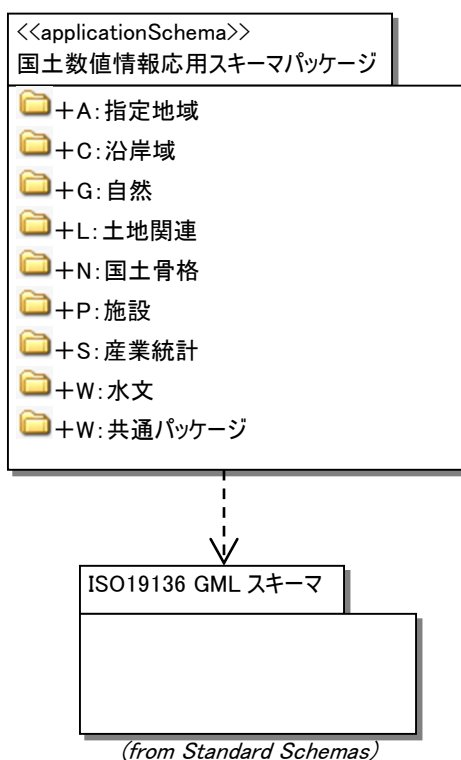 <<applicationSchema>>
国土数値情報応用スキーマパッケージ
＋A:指定地域
＋C:沿岸域
＋G:自然
＋L:土地関連
＋N:国土骨格
＋P:施設
＋S:産業統計
＋W:水文
＋W:共通パッケージ
ISO19136 GML スキーマ
(from Standard Schemas)